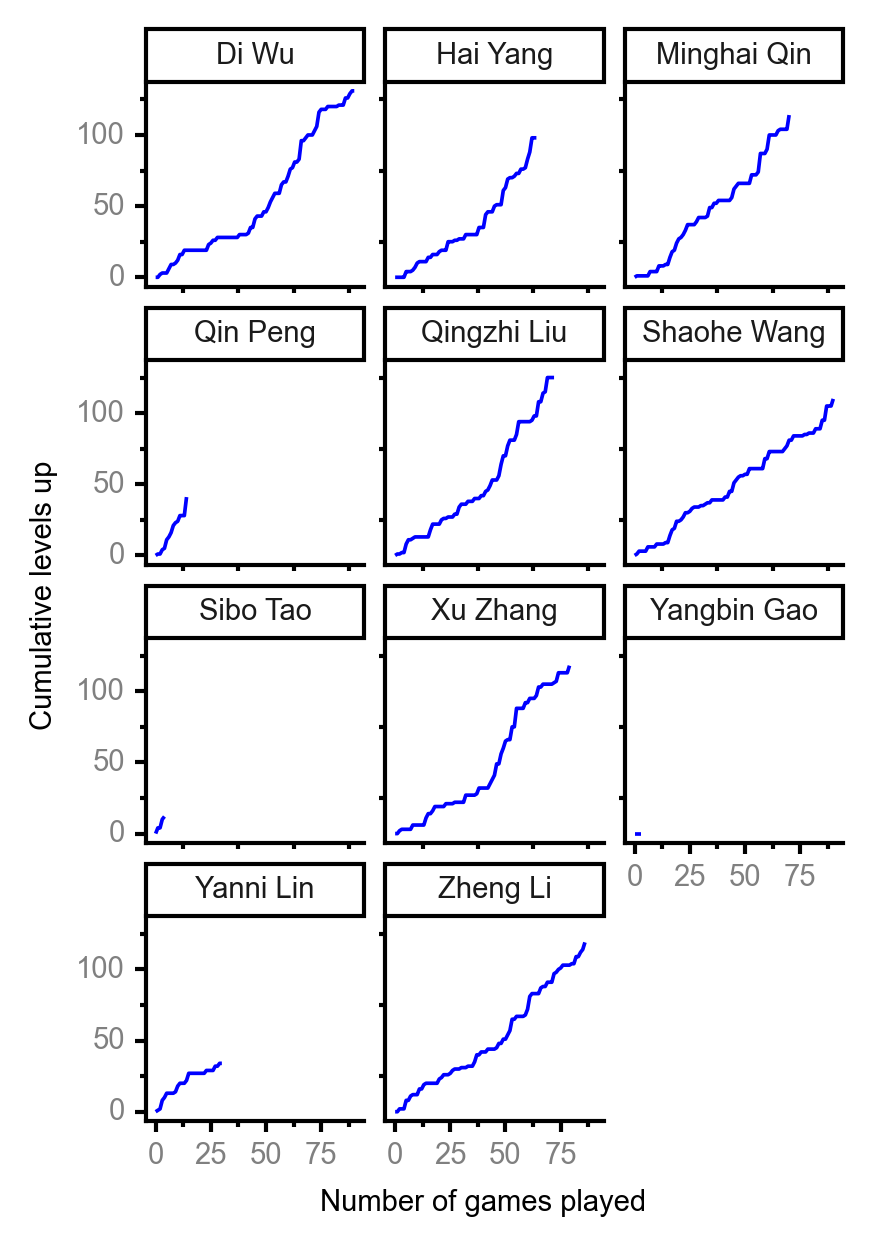 Di Wu
Hai Yang
Minghai Qin
100
50
0
Qin Peng
Qingzhi Liu
Shaohe Wang
100
50
0
Sibo Tao
Xu Zhang
Yangbin Gao
100
50
0
0 25 50 75
Yanni Lin
Zheng Li
100
50
0
0 25 50 75
0 25 50 75
Number of games played
Cumulative levels up